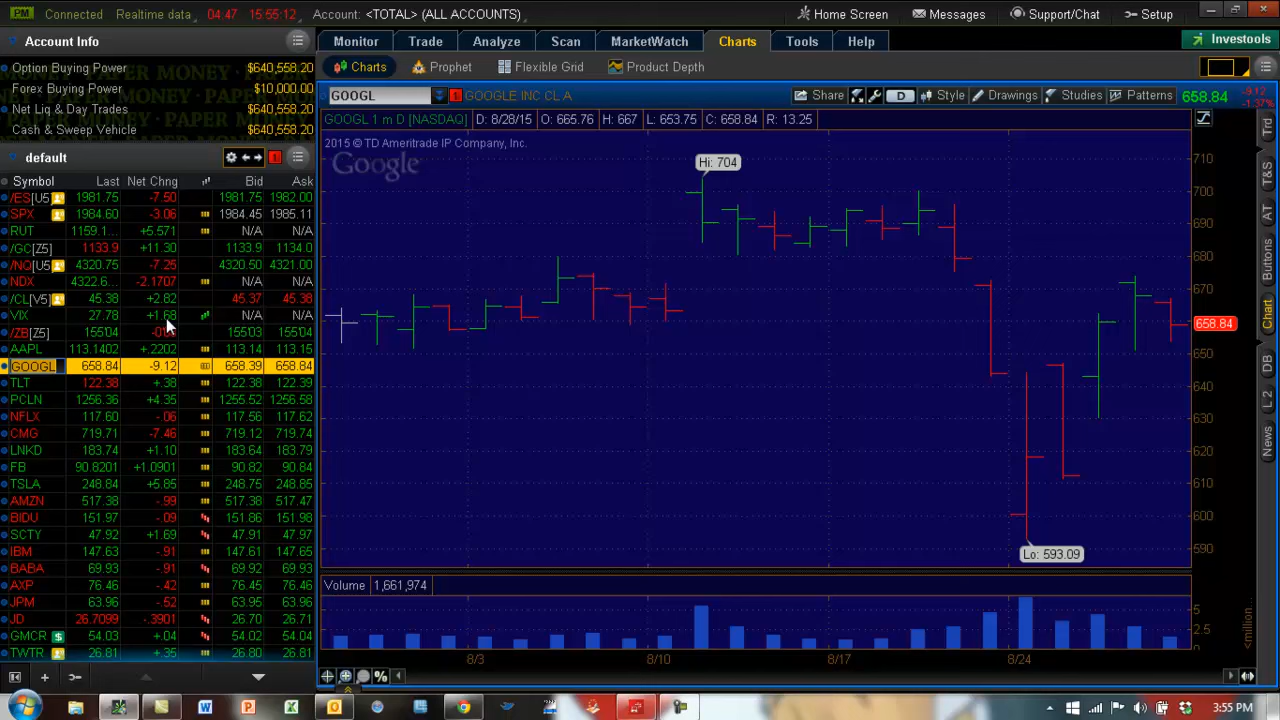 PM Connected Realtime data 04:47 15:55:12 Account: <TOTAL> (ALL ACCOUNTS) Home Screen Messages Support/Chat Setup
Account Info
Option Buying Power $640,558.20
Forex Buying Power $10,000.00
Net Liq & Day Trades $640,558.20
Cash & Sweep Vehicle $640,558.20
default
Symbol Last Net Chng Bid Ask
/ES[U5 1981.75 -7.50 1981.75 1982.00
SPX 1984.60 -3.06 1984.45 1985.11
RUT 1159.1... +5.571 N/A N/A
/GC[Z5] 1133.9 +11.30 1133.9 1134.0
/NQ[U5 4320.75 -7.25 4320.50 4321.00
NDX 4322.6... -2.1707 N/A N/A
/CL[V5] 45.38 +2.82 45.37 45.38
VIX 27.78 +1.68 N/A N/A
/ZB[Z5] 155'04 155'03 155'04
AAPL 113.1402 +.2202 113.14 113.15
GOOGL 658.84 -9.12 658.39 658.84
TLT 122.38 +.38 122.38 122.39
PCLN 1256.36 +4.35 1255.52 1256.58
NFLX 117.60 -.06 117.56 117.62
CMG 719.71 -7.46 719.12 719.74
LNKD 183.74 +1.10 183.64 183.79
FB 90.8201 +1.0901 90.82 90.84
TSLA 248.84 +5.85 248.48 248.85
AMZN 517.38 -.99 517.38 517.47
BIDU 151.97 -.09 151.86 151.98
SCTY 47.92 +1.69 47.91 47.97
IBM 147.63 -.91 147.61 147.65
BABA 69.93 -.91 69.92 69.93
AXP 76.46 -.42 76.45 76.46
JPM 63.96 -.52 63.95 63.96
JD 26.7099 -.3901 26.70 26.71
GMCR $ 54.03 +.04 54.02 54.04
TWTR 26.81 +.35 26.80 26.81
Monitor Trade Analyze Scan MarketWatch Charts Tools Help Investools
Charts Prophet Flexible Grid Product Depth
GOOGL 1 GOOGLE INC CL A Share D Style Drawings Studies Patterns 658.84 -9.12 -1.37%
GOOGL 1 m D [NASDAQ] D: 8/28/15 O: 665.76 H: 667 L: 653.75 C: 658.84 R: 13.25
2015 © TD Ameritrade IP Company, Inc.
Google
Hi: 704
710
700
690
680
670
658.84
650
640
630
620
610
600
590
Lo: 593.09
Volume 1,661,974
5
2.5
<million...
8/3 8/10 8/17 8/24
%
Trd
T&S
AT
Buttons
Chart
DB
L 2
News
3:55 PM